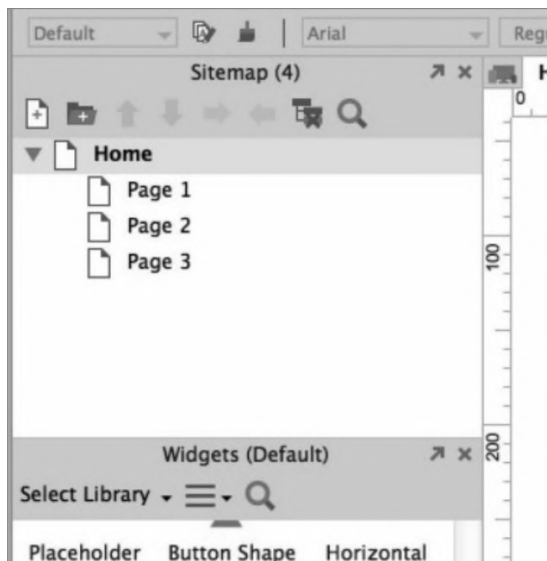 Default Arial Regu
Sitemap (4)
H
0
Home
Page 1
Page 2
Page 3
100
Widgets (Default)
200
Select Library
Placeholder Button Shape Horizontal